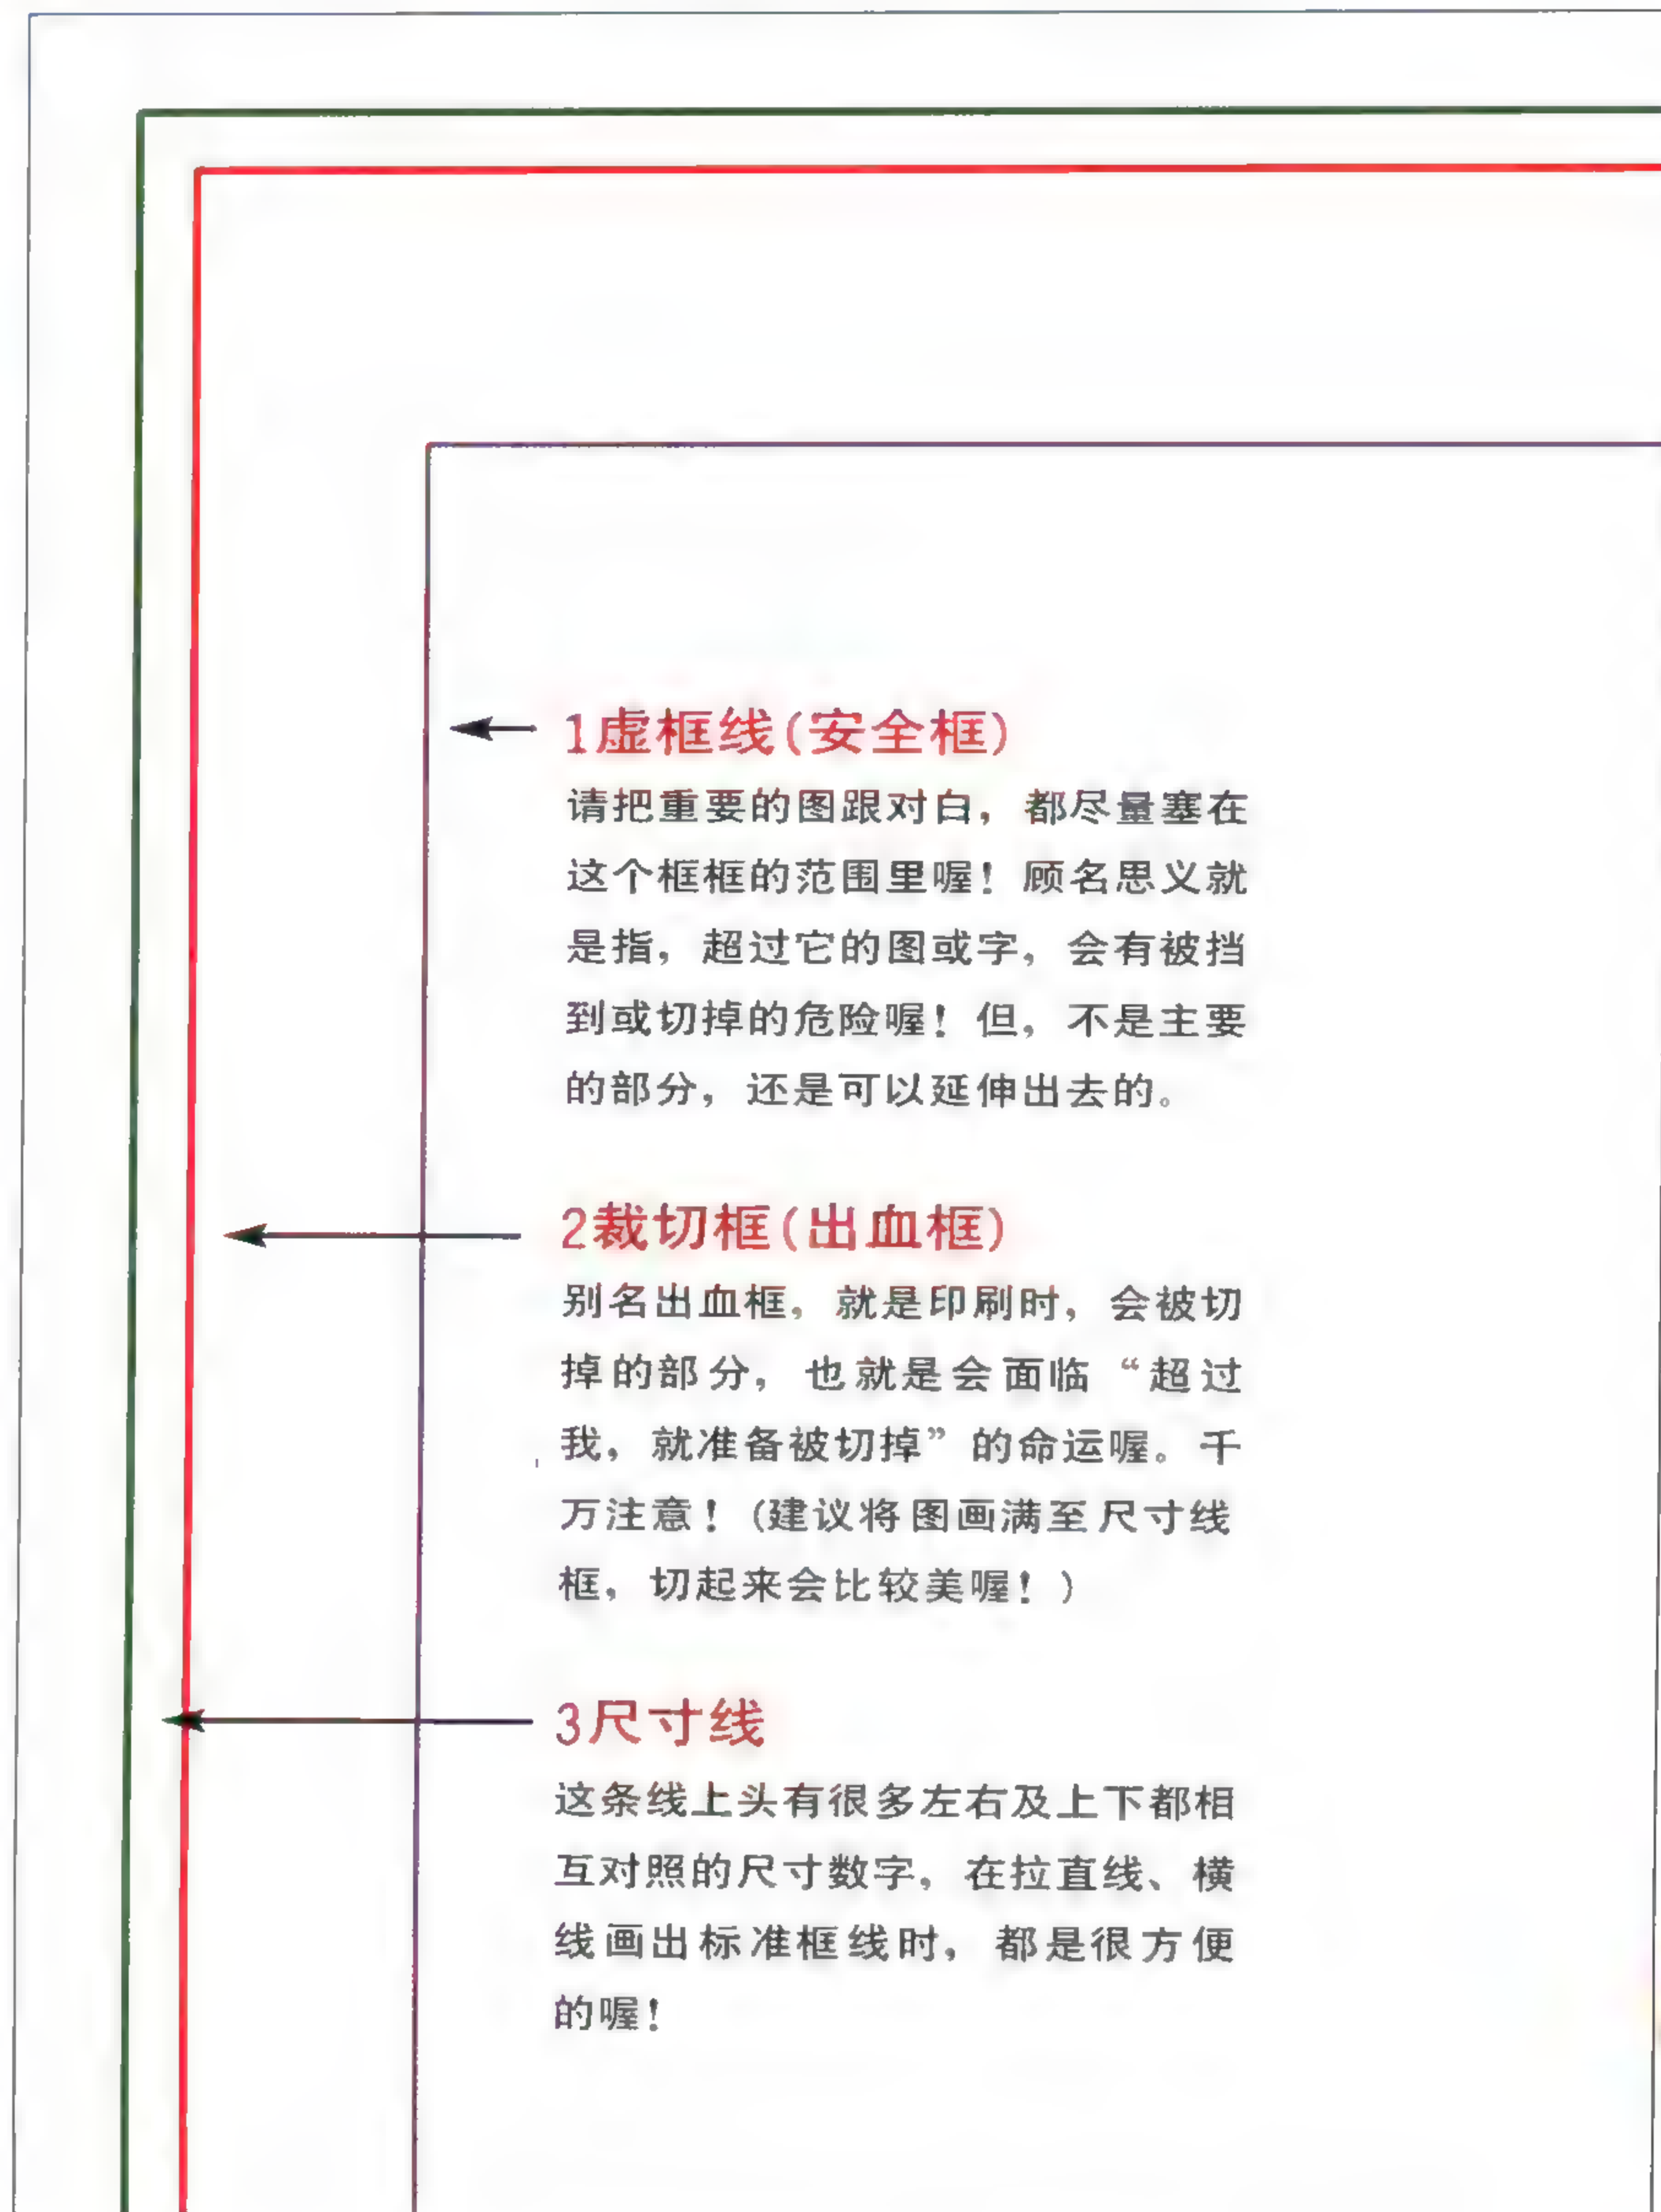 1虚框线(安全框)
请把重要的图跟对白，都尽量塞在
这个框框的范围里喔！顾名思义就
是指，超过它的图或字，会有被挡
到或切掉的危险喔！但，不是主要
的部分，还是可以延伸出去的。
2裁切框(出血框)
别名出血框，就是印刷时，会被切
掉的部分，也就是会面临“超过
我，就准备被切掉”的命运喔。千
万注意！(建议将图画满至尺寸线
框，切起来会比较美喔！)
3尺寸线
这条线上头有很多左右及上下都相
互对照的尺寸数字，在拉直线、横
线画出标准框线时，都是很方便
的喔！